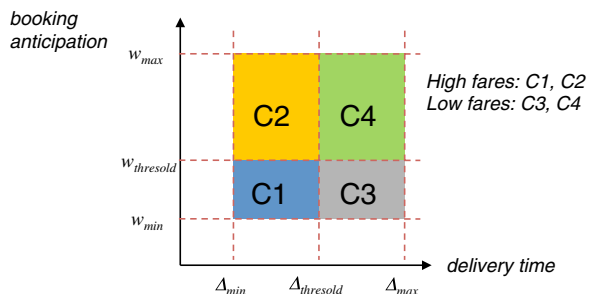 booking
anticipation
w_max
High fares: C1, C2
Low fares: C3, C4
C2 C4
w_thresold
C1 C3
w_min
delivery time
Δ_min Δ_thresold Δ_max